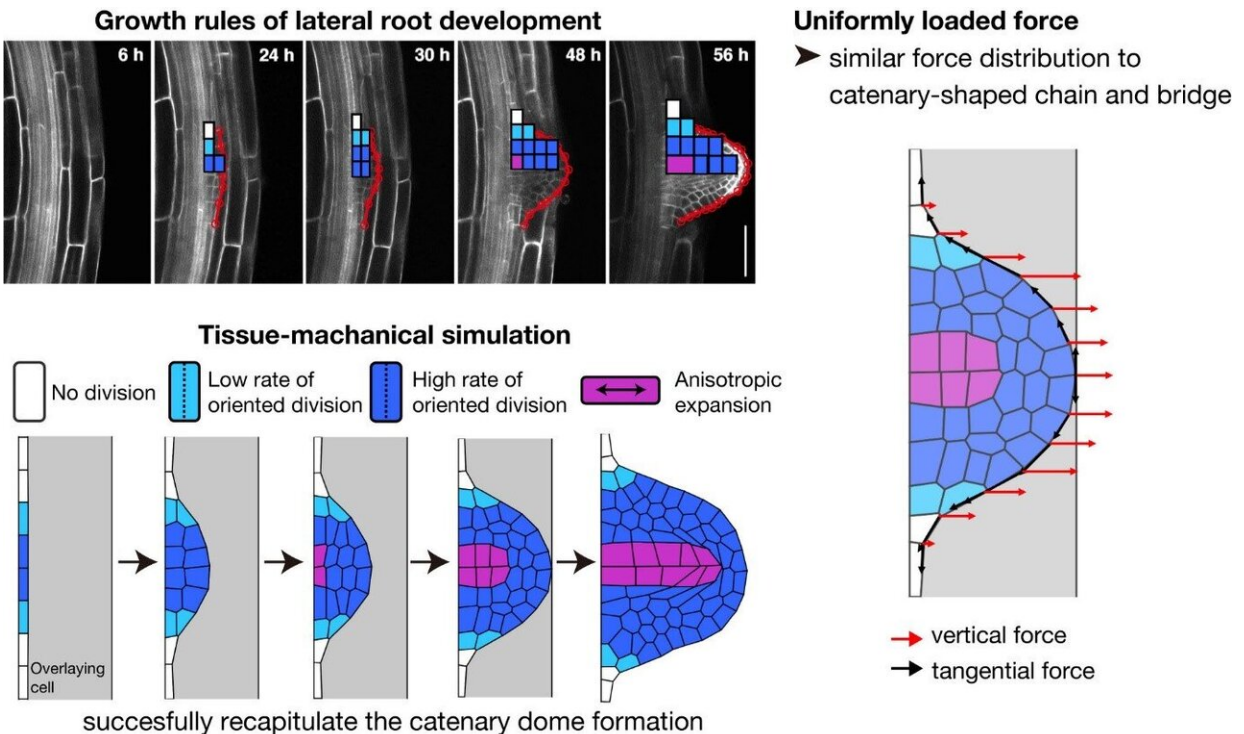 Growth rules of lateral root development
6 h
24 h
30 h
48 h
56 h
Tissue-machanical simulation
No division
Low rate of
oriented division
High rate of
oriented division
Anisotropic
expansion
Overlaying
cell
succesfully recapitulate the catenary dome formation
Uniformly loaded force
similar force distribution to
catenary-shaped chain and bridge
vertical force
tangential force